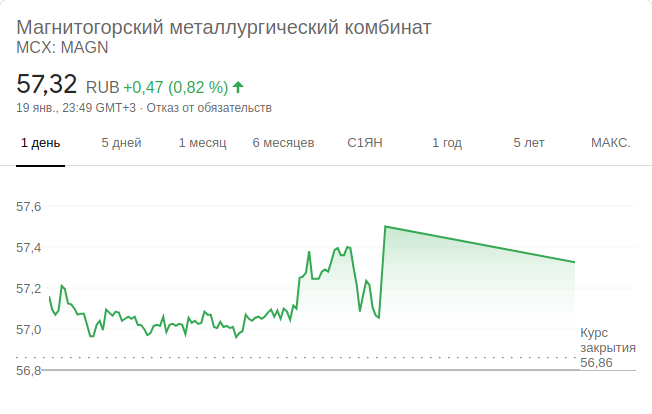 Магнитогорский металлургический комбинат
MCX: MAGN
57,32 RUB +0,47 (0,82 %)
19 янв., 23:49 GMT+3 · Отказ от обязательств
1 день 5 дней 1 месяц 6 месяцев С1ЯН 1 год 5 лет МАКС.
57,6
57,4
57,2
57,0
56,8
Курс
закрытия
56,86